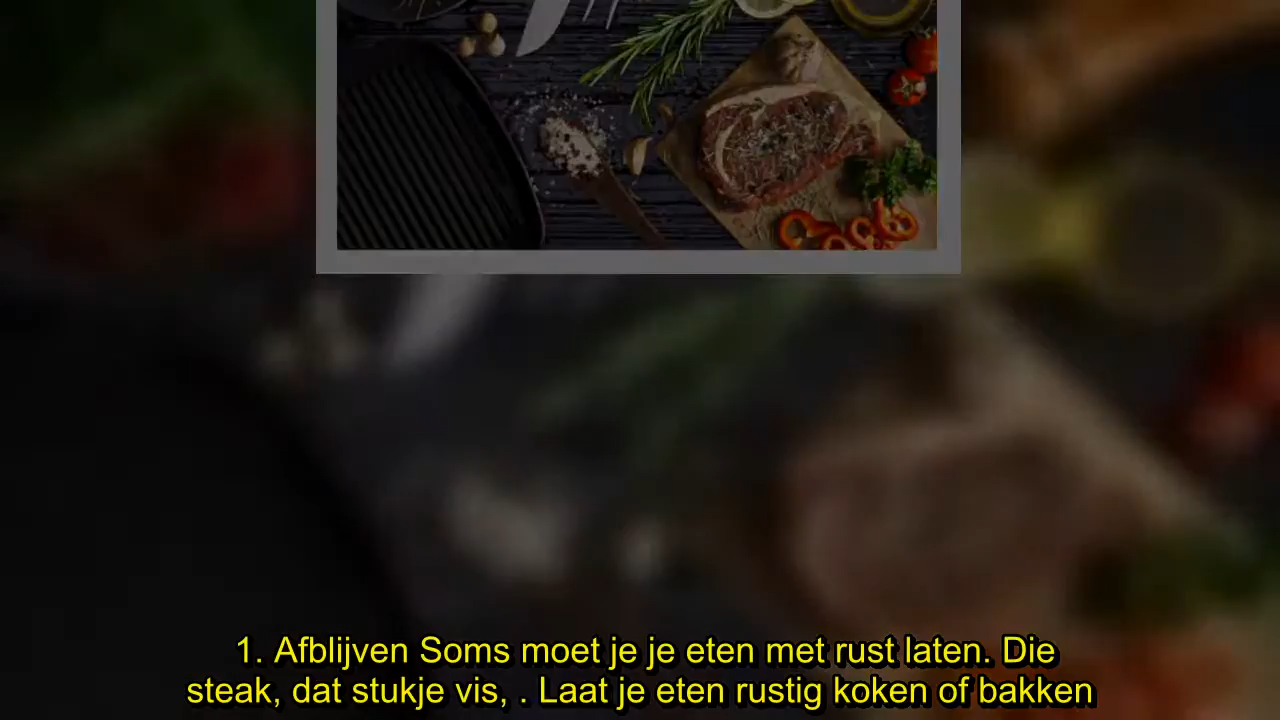 1. Afblijven Soms moet je je eten met rust laten. Die
steak, dat stukje vis, . Laat je eten rustig koken of bakken